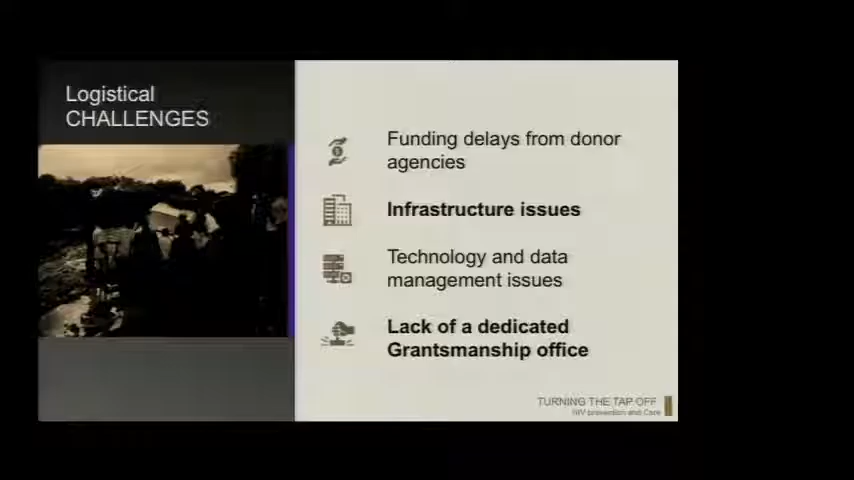 Logistical
CHALLENGES
Funding delays from donor
agencies
Infrastructure issues
Technology and data
management issues
Lack of a dedicated
Grantsmanship office
TURNING THE TAP OFF
HIV prevention and Care